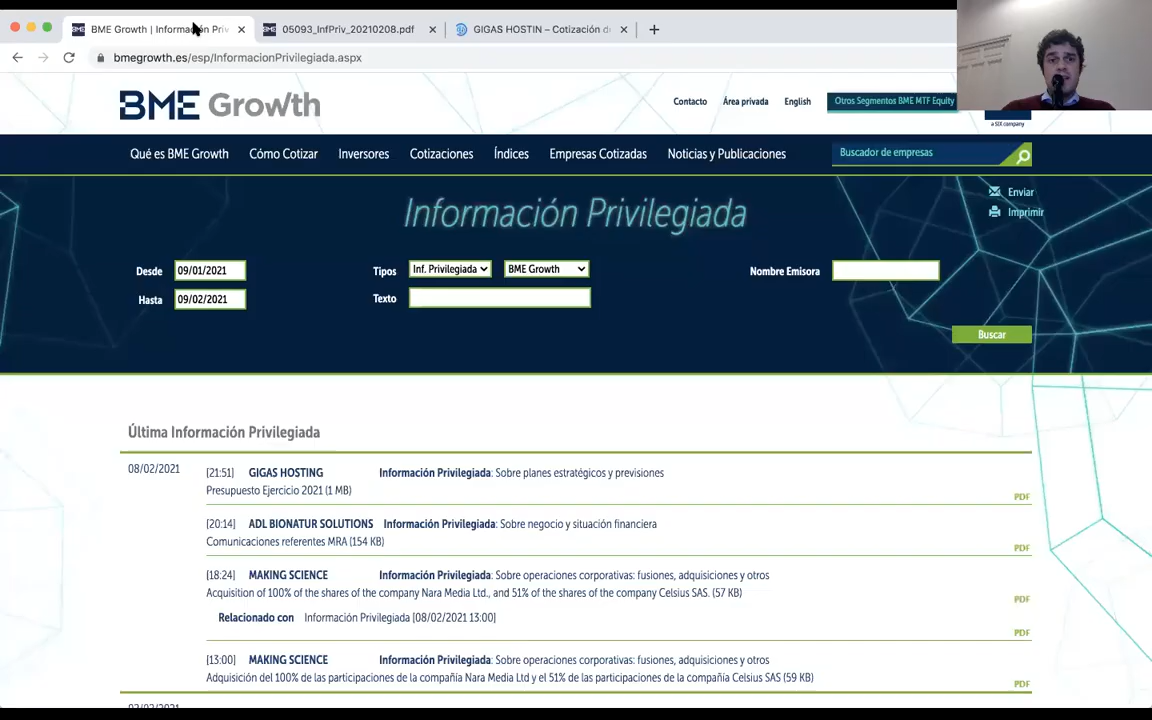 BME Growth | Información Priv
05093_InfPriv_20210208.pdf
GIGAS HOSTIN – Cotización d
bmegrowth.es/esp/InformacionPrivilegiada.aspx
BME Growth
Contacto
Área privada
English
Otros Segmentos BME MTF Equity
a SIX company
Qué es BME Growth
Cómo Cotizar
Inversores
Cotizaciones
Índices
Empresas Cotizadas
Noticias y Publicaciones
Buscador de empresas
Enviar
Imprimir
Información Privilegiada
Desde 09/01/2021
Tipos Inf. Privilegiada BME Growth
Nombre Emisora
Hasta 09/02/2021
Texto
Buscar
Última Información Privilegiada
08/02/2021 [21:51] GIGAS HOSTING Información Privilegiada: Sobre planes estratégicos y previsiones
Presupuesto Ejercicio 2021 (1 MB)
PDF
[20:14] ADL BIONATUR SOLUTIONS Información Privilegiada: Sobre negocio y situación financiera
Comunicaciones referentes MRA (154 KB)
PDF
[18:24] MAKING SCIENCE Información Privilegiada: Sobre operaciones corporativas: fusiones, adquisiciones y otros
Acquisition of 100% of the shares of the company Nara Media Ltd., and 51% of the shares of the company Celsius SAS. (57 KB)
PDF
Relacionado con Información Privilegiada [08/02/2021 13:00]
PDF
[13:00] MAKING SCIENCE Información Privilegiada: Sobre operaciones corporativas: fusiones, adquisiciones y otros
Adquisición del 100% de las participaciones de la compañía Nara Media Ltd y el 51% de las participaciones de la compañía Celsius SAS (59 KB)
PDF